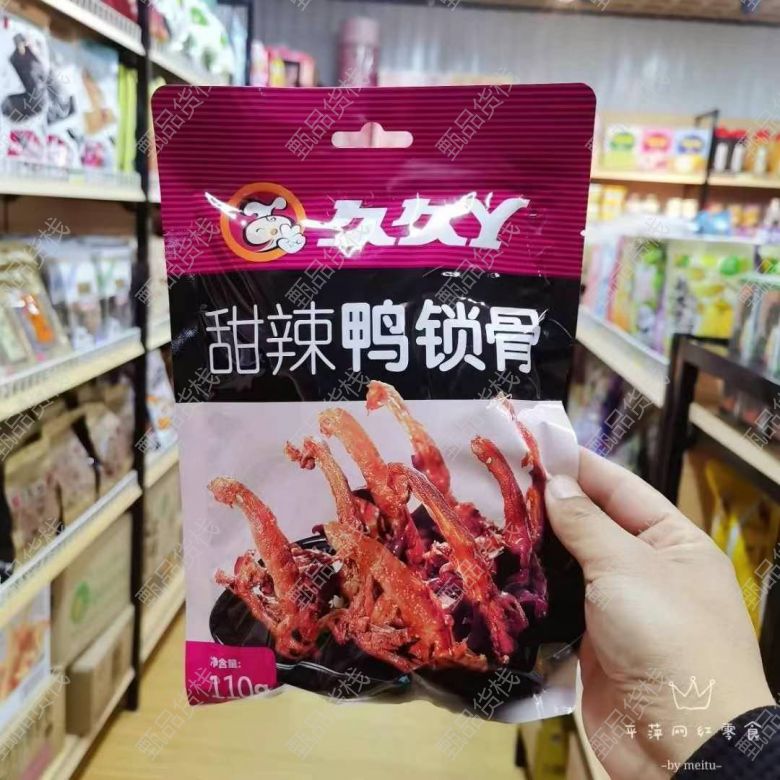 久久丫
甜辣鸭锁骨
净含量:
110g
平萍网红零食
-by meitu-
甄品货栈